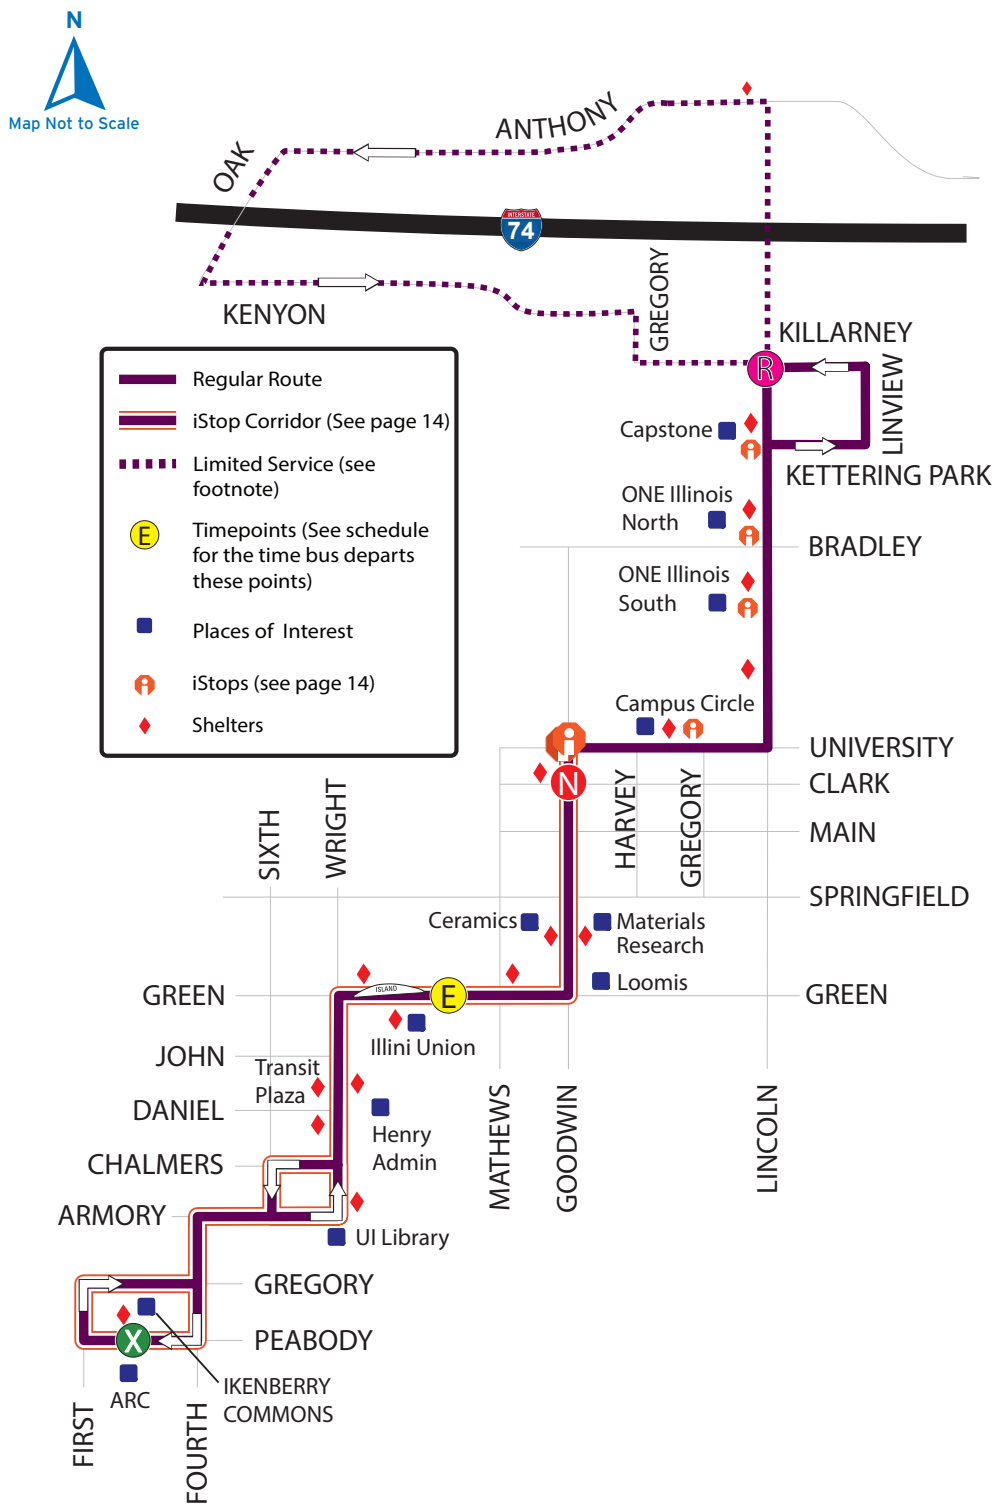 N
Map Not to Scale
ANTHONY
OAK
INTERSTATE
74
KENYON
GREGORY
KILLARNEY
R
LINVIEW
KETTERING PARK
Regular Route
iStop Corridor (See page 14)
Limited Service (see
footnote)
E
Timepoints (See schedule
for the time bus departs
these points)
Places of Interest
i
iStops (see page 14)
Shelters
Capstone
i
ONE Illinois
North
i
BRADLEY
ONE Illinois
South
i
Campus Circle
i
i
UNIVERSITY
N
CLARK
HARVEY
GREGORY
MAIN
SIXTH
WRIGHT
SPRINGFIELD
Ceramics
Materials
Research
Loomis
GREEN
ISLAND
E
GREEN
Illini Union
JOHN
Transit
Plaza
DANIEL
Henry
Admin
MATHEWS
GOODWIN
LINCOLN
CHALMERS
ARMORY
UI Library
GREGORY
X
PEABODY
ARC
IKENBERRY
COMMONS
FIRST
FOURTH